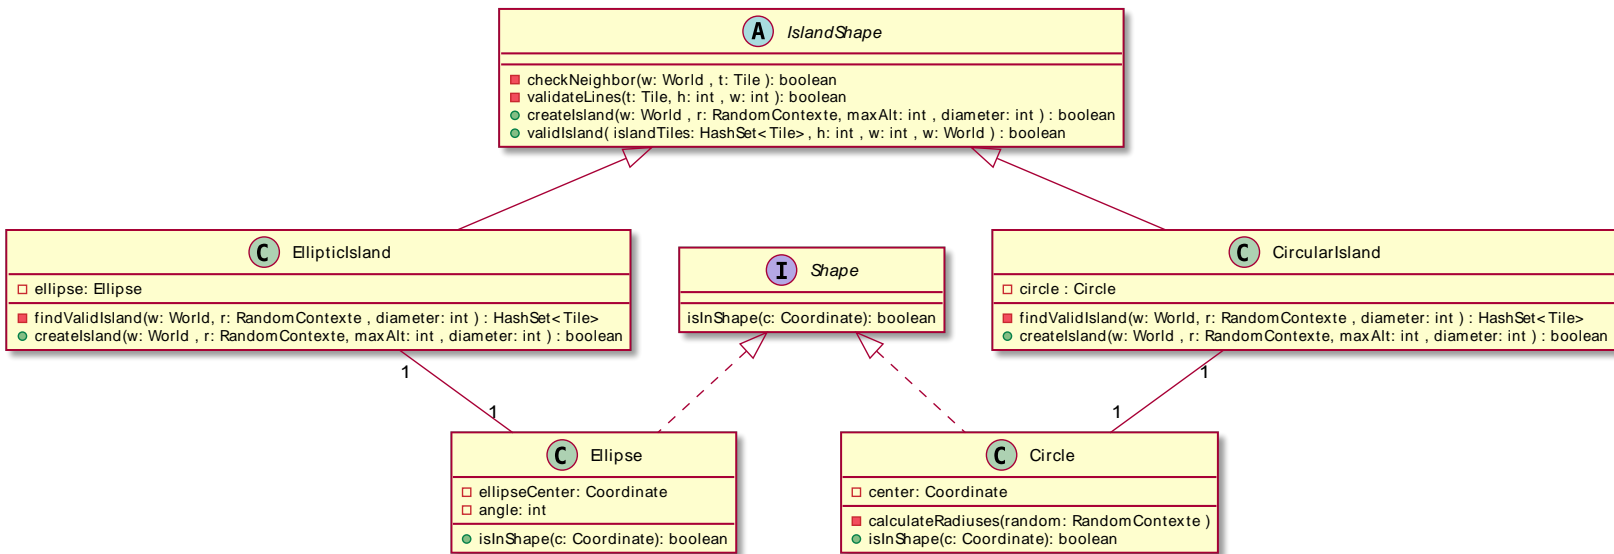 A IslandShape
checkNeighbor(w: World , t: Tile ): boolean
validateLines(t: Tile, h: int , w: int ): boolean
createIsland(w: World , r: RandomContexte, maxAlt: int , diameter: int ) : boolean
validIsland( islandTiles: HashSet<Tile> , h: int , w: int , w: World ) : boolean
C EllipticIsland
ellipse: Ellipse
findValidIsland(w: World, r: RandomContexte , diameter: int ) : HashSet<Tile>
createIsland(w: World , r: RandomContexte, maxAlt: int , diameter: int ) : boolean
I Shape
isInShape(c: Coordinate): boolean
C CircularIsland
circle : Circle
findValidIsland(w: World, r: RandomContexte , diameter: int ) : HashSet<Tile>
createIsland(w: World , r: RandomContexte, maxAlt: int , diameter: int ) : boolean
1
1
1
1
C Ellipse
ellipseCenter: Coordinate
angle: int
isInShape(c: Coordinate): boolean
C Circle
center: Coordinate
calculateRadiuses(random: RandomContexte )
isInShape(c: Coordinate): boolean